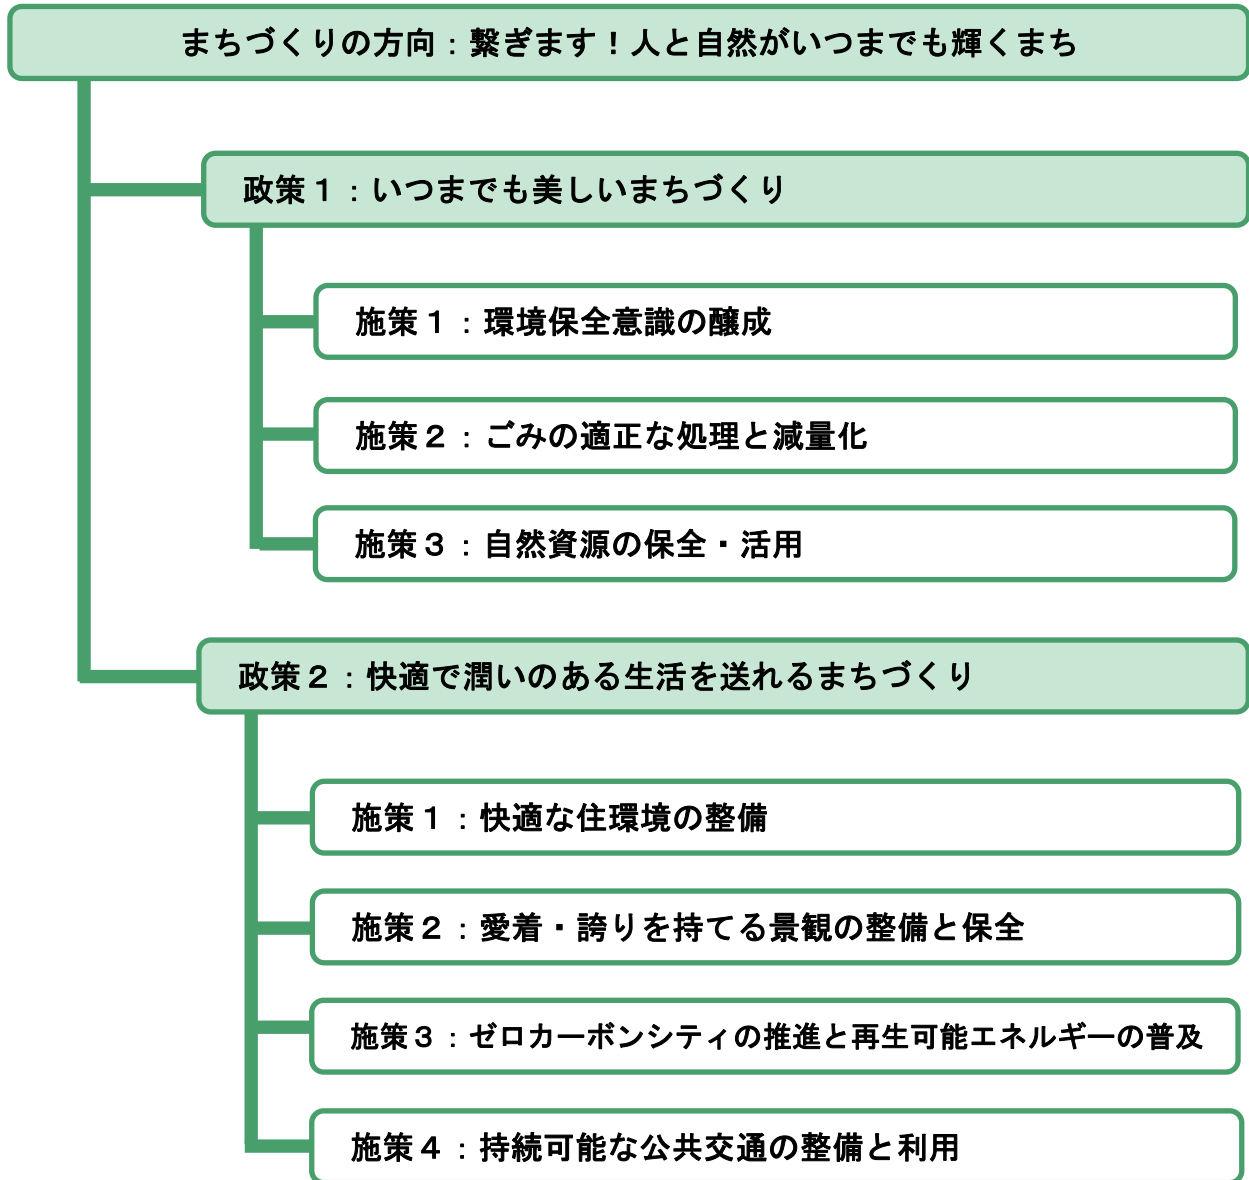 まちづくりの方向：繋ぎます！人と自然がいつまでも輝くまち
政策１：いつまでも美しいまちづくり
施策１：環境保全意識の醸成
施策２：ごみの適正な処理と減量化
施策３：自然資源の保全・活用
政策２：快適で潤いのある生活を送れるまちづくり
施策１：快適な住環境の整備
施策２：愛着・誇りを持てる景観の整備と保全
施策３：ゼロカーボンシティの推進と再生可能エネルギーの普及
施策４：持続可能な公共交通の整備と利用